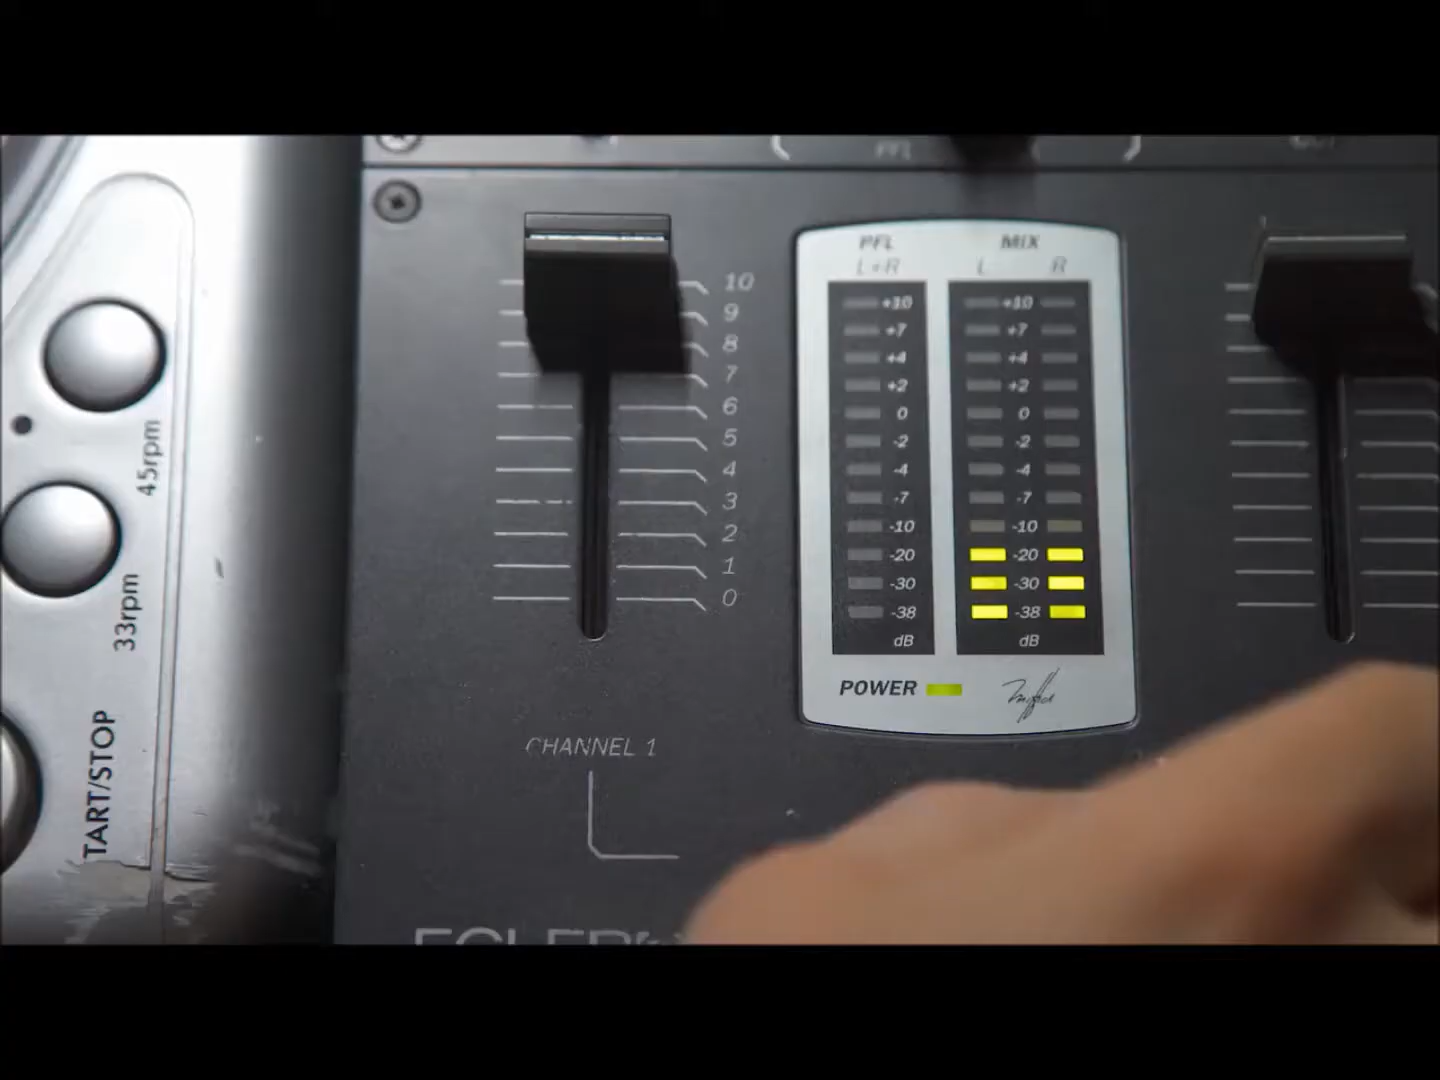 PFL
PFL
L+R
MIX
L R
+10 +10
+7 +7
+4 +4
+2 +2
0 0
-2 -2
-4 -4
-7 -7
-10 -10
-20 -20
-30 -30
-38 -38
dB dB
POWER
10
9
8
7
6
5
4
3
2
1
0
CHANNEL 1
45rpm
33rpm
TART/STOP
ECLER